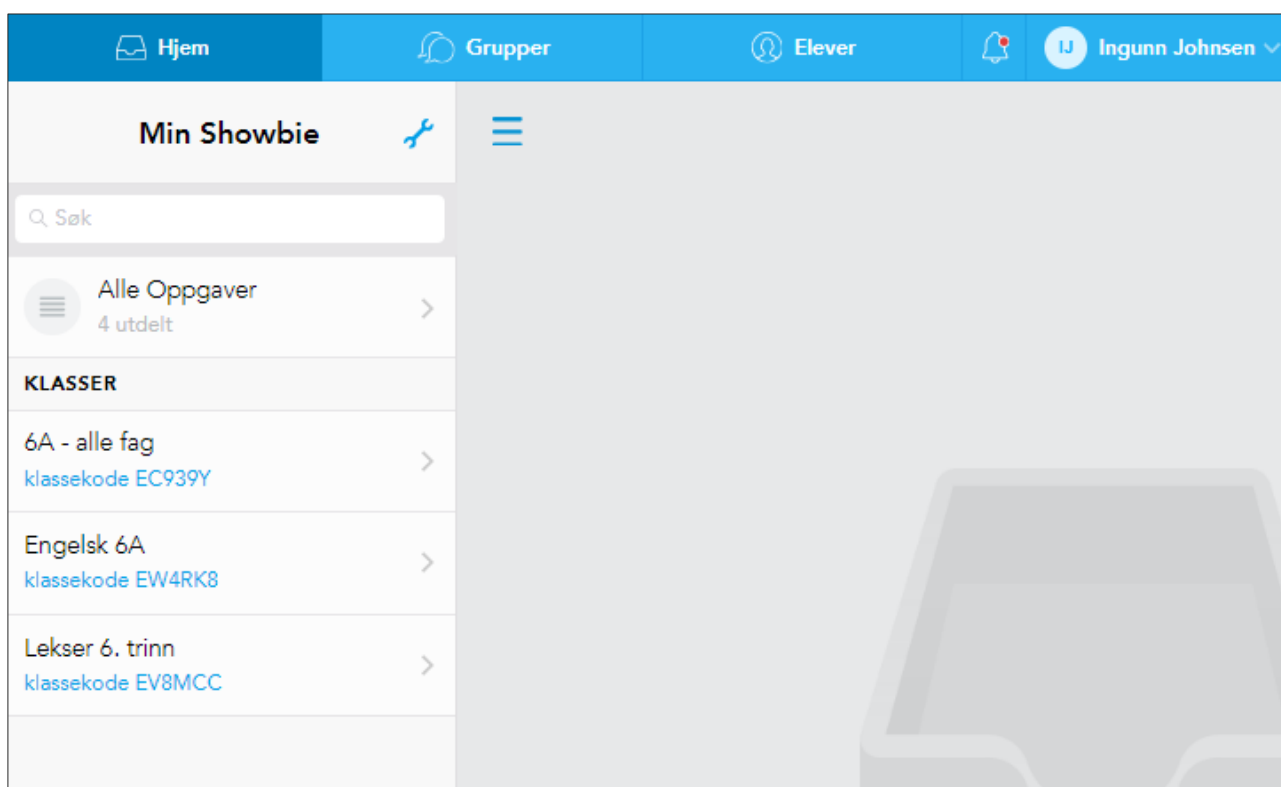 Hjem
Grupper
Elever
IJ
Ingunn Johnsen
Min Showbie
Søk
Alle Oppgaver
4 utdelt
KLASSER
6A - alle fag
klassekode EC939Y
Engelsk 6A
klassekode EW4RK8
Lekser 6. trinn
klassekode EV8MCC